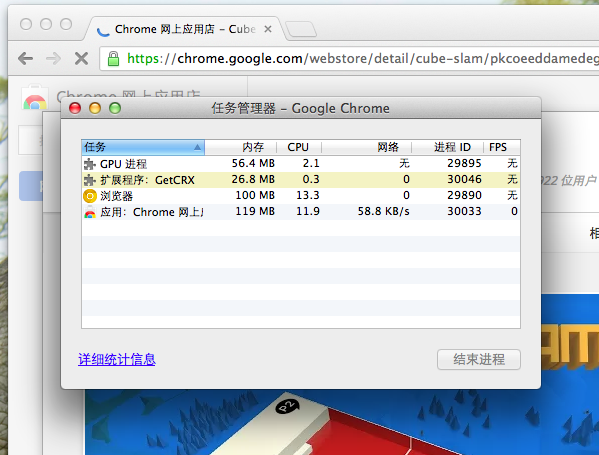 Chrome 网上应用店 - Cube
https://chrome.google.com/webstore/detail/cube-slam/pkcoeeddamedeg
Chrome 网上应用店
任务管理器 – Google Chrome
任务 内存 CPU 网络 进程 ID FPS
GPU 进程 56.4 MB 2.1 无 29895 无
扩展程序：GetCRX 26.8 MB 0.3 0 30046 无
浏览器 100 MB 13.3 0 29890 无
应用：Chrome 网上应 119 MB 11.9 58.8 KB/s 30033 0
022 位用户
相
详细统计信息
结束进程
P2